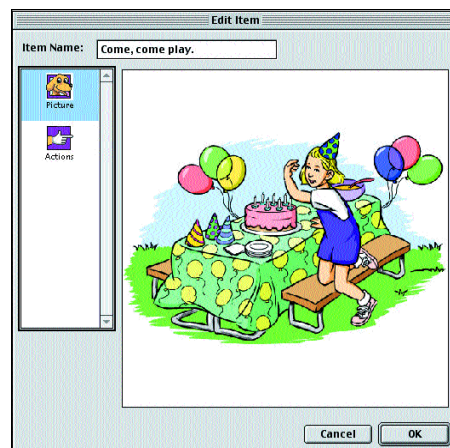 Edit Item
Item Name: Come, come play.
Picture
Actions
Cancel OK